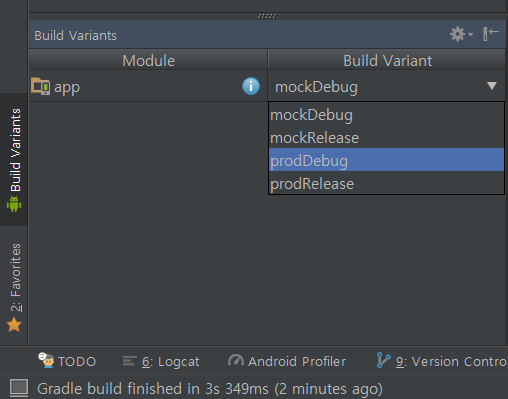 Build Variants
Module Build Variant
app mockDebug
mockDebug
mockRelease
prodDebug
prodRelease
Build Variants
2: Favorites
TODO 6: Logcat Android Profiler 9: Version Contro
Gradle build finished in 3s 349ms (2 minutes ago)